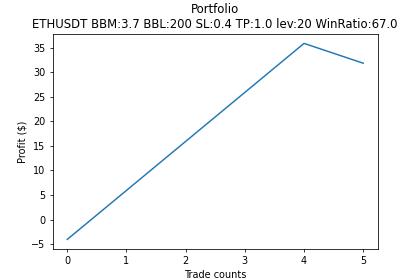 Portfolio
ETHUSDT BBM:3.7 BBL:200 SL:0.4 TP:1.0 lev:20 WinRatio:67.0
35
30
25
20
15
10
5
0
−5
Profit ($)
0 1 2 3 4 5
Trade counts